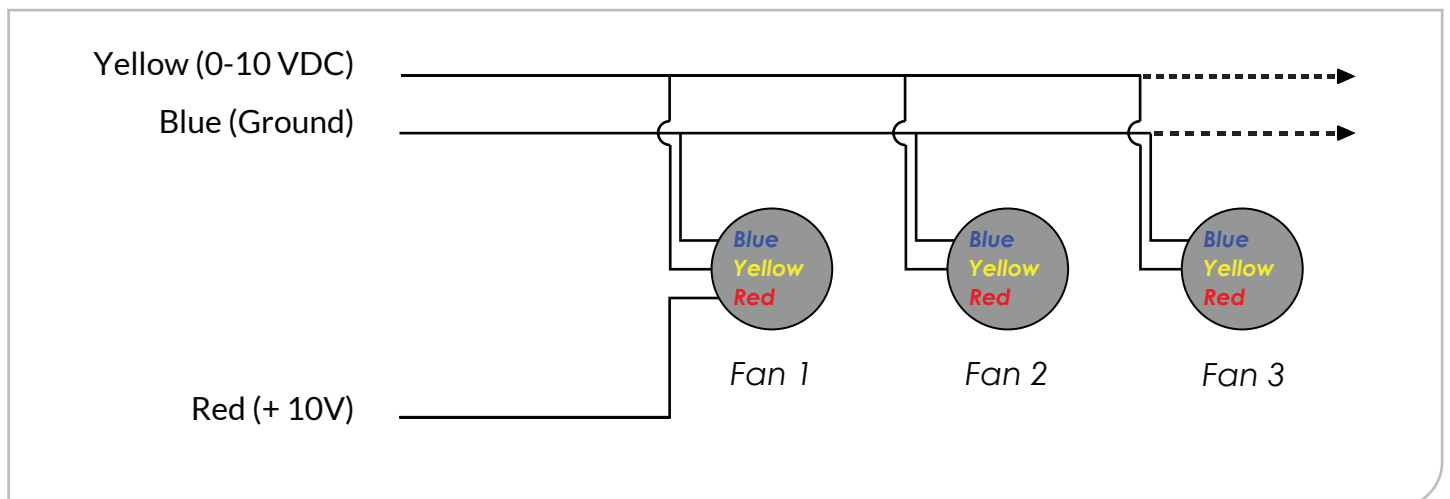 Yellow (0-10 VDC)
Blue (Ground)
Blue
Yellow
Red
Fan 1
Blue
Yellow
Red
Fan 2
Blue
Yellow
Red
Fan 3
Red (+ 10V)